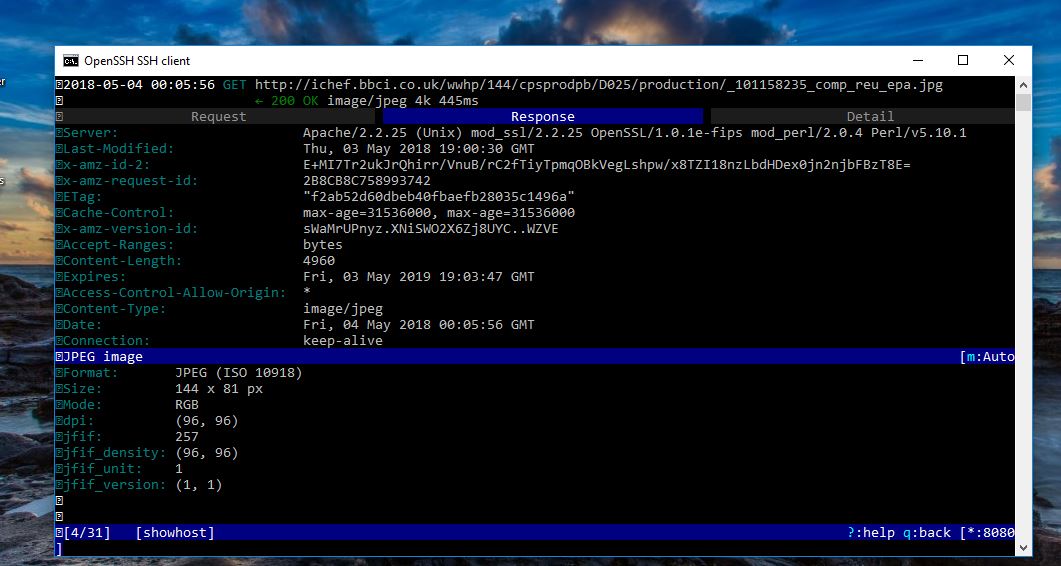 OpenSSH SSH client
2018-05-04 00:05:56 GET http://ichef.bbci.co.uk/wwhp/144/cpsprodpb/D025/production/_101158235_comp_reu_epa.jpg
← 200 OK image/jpeg 4k 445ms
Request Response Detail
Server: Apache/2.2.25 (Unix) mod_ssl/2.2.25 OpenSSL/1.0.1e-fips mod_perl/2.0.4 Perl/v5.10.1
Last-Modified: Thu, 03 May 2018 19:00:30 GMT
x-amz-id-2: E+MI7Tr2ukJrQhirr/VnuB/rC2fTiyTpmqOBkVegLshpw/x8TZI18nzLbdHDex0jn2njbFBzT8E=
x-amz-request-id: 2B8CB8C758993742
ETag: "f2ab52d60dbeb40fbaefb28035c1496a"
Cache-Control: max-age=31536000, max-age=31536000
x-amz-version-id: sWaMrUPnyz.XNiSWO2X6Zj8UYC..WZVE
Accept-Ranges: bytes
Content-Length: 4960
Expires: Fri, 03 May 2019 19:03:47 GMT
Access-Control-Allow-Origin: *
Content-Type: image/jpeg
Date: Fri, 04 May 2018 00:05:56 GMT
Connection: keep-alive
JPEG image [m:Auto
Format: JPEG (ISO 10918)
Size: 144 x 81 px
Mode: RGB
dpi: (96, 96)
jfif: 257
jfif_density: (96, 96)
jfif_unit: 1
jfif_version: (1, 1)
[4/31] [showhost] ?:help q:back [*:8080
]